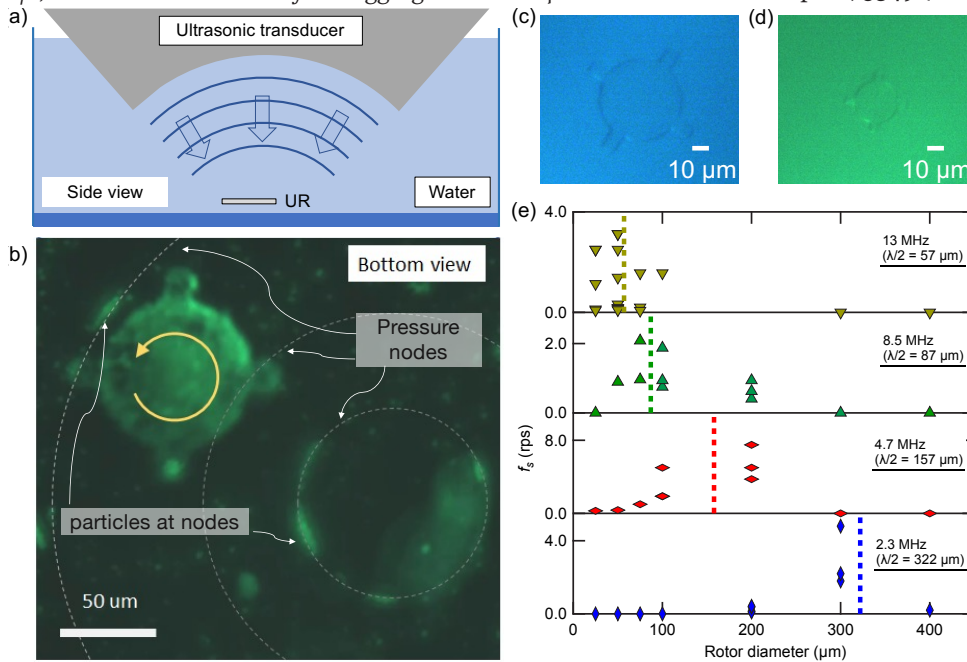 a)
Ultrasonic transducer
Side view
UR
Water
b)
Bottom view
Pressure
nodes
particles at nodes
50 um
(c)
10 µm
(d)
10 µm
(e)
4.0
0.0
2.0
0.0
8.0
0.0
4.0
0.0
f_s (rps)
13 MHz
(λ/2 = 57 µm)
8.5 MHz
(λ/2 = 87 µm)
4.7 MHz
(λ/2 = 157 µm)
2.3 MHz
(λ/2 = 322 µm)
0
100
200
300
400
Rotor diameter (µm)